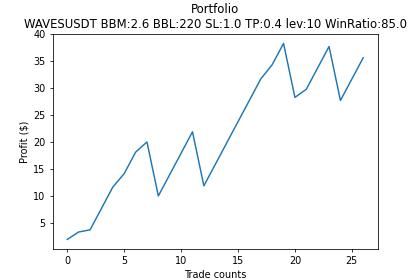 Portfolio
WAVESUSDT BBM:2.6 BBL:220 SL:1.0 TP:0.4 lev:10 WinRatio:85.0
40
35
30
25
20
15
10
5
Profit ($)
0 5 10 15 20 25
Trade counts